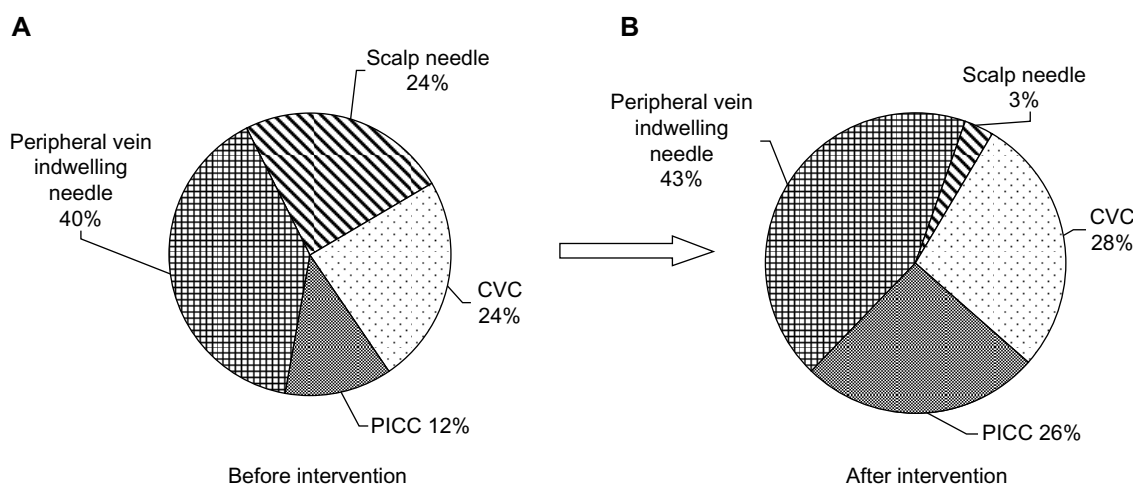 A
Scalp needle
24%
Peripheral vein
indwelling
needle
40%
CVC
24%
PICC 12%
Before intervention
B
Scalp needle
3%
Peripheral vein
indwelling
needle
43%
CVC
28%
PICC 26%
After intervention